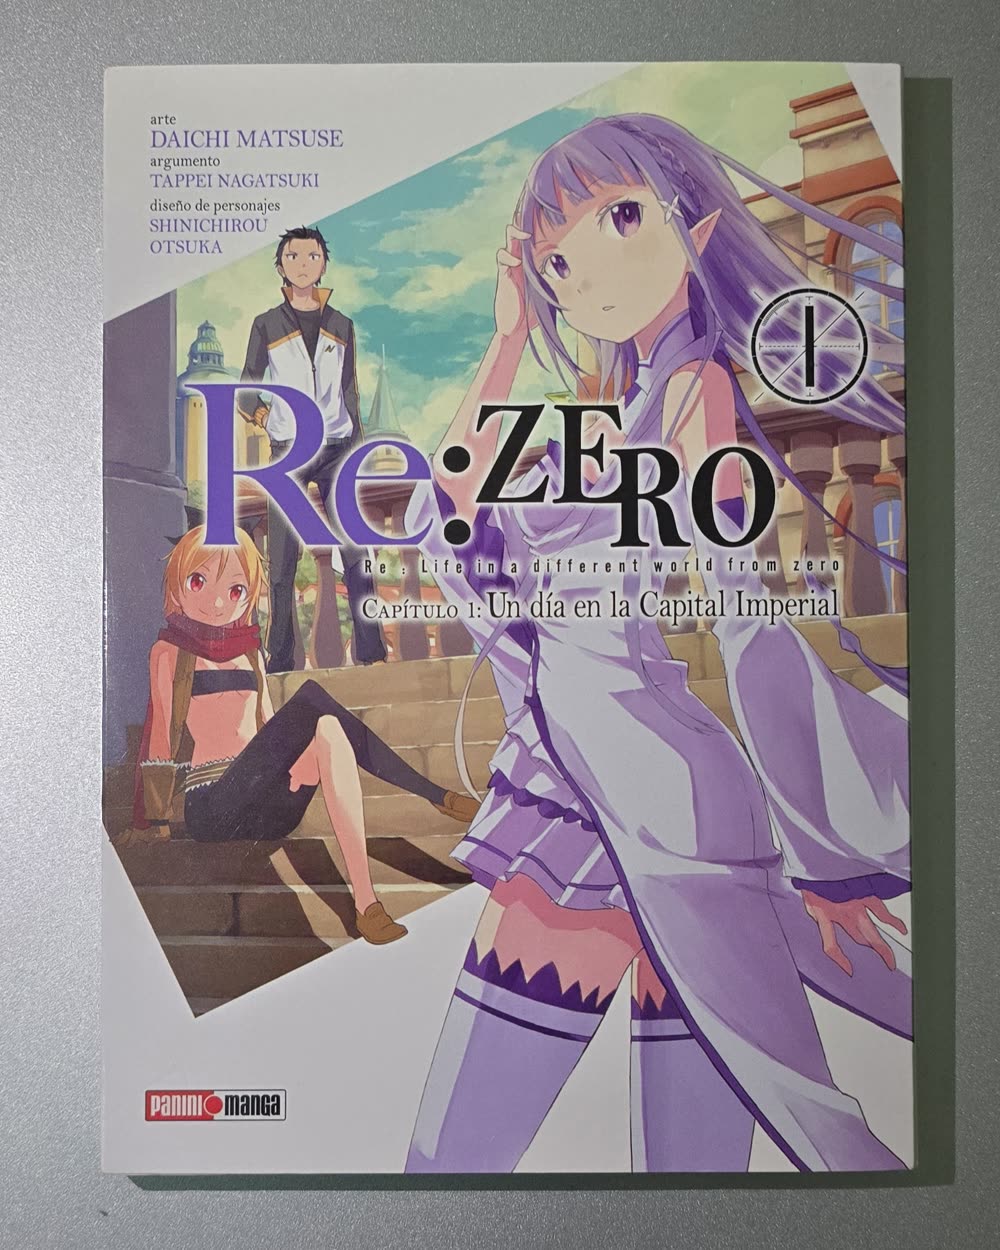 arte
DAICHI MATSUSE
argumento
TAPPEI NAGATSUKI
diseño de personajes
SHINICHIROU
OTSUKA
1
Re:ZERO
Re : Life in a different world from zero
CAPÍTULO 1: Un día en la Capital Imperial
PANINI MANGA